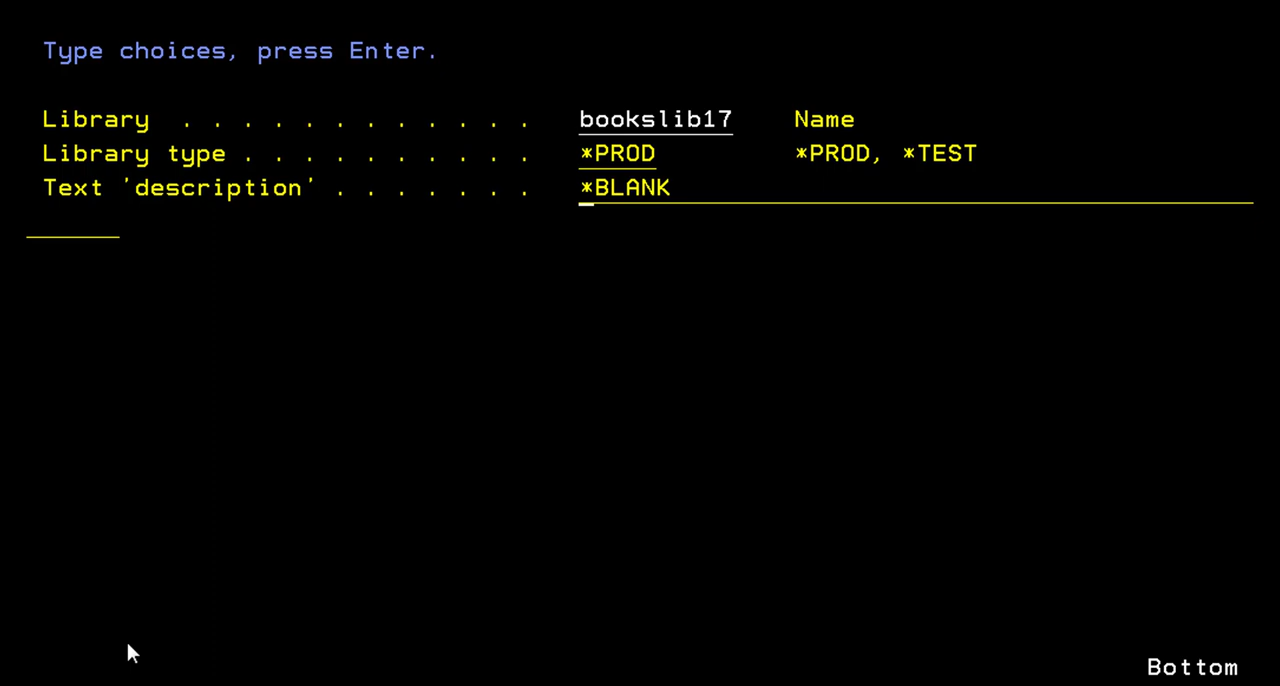 Type choices, press Enter.
Library . . . . . . . . . . . . bookslib17 Name
Library type . . . . . . . . . . *PROD *PROD, *TEST
Text 'description' . . . . . . . *BLANK
Bottom